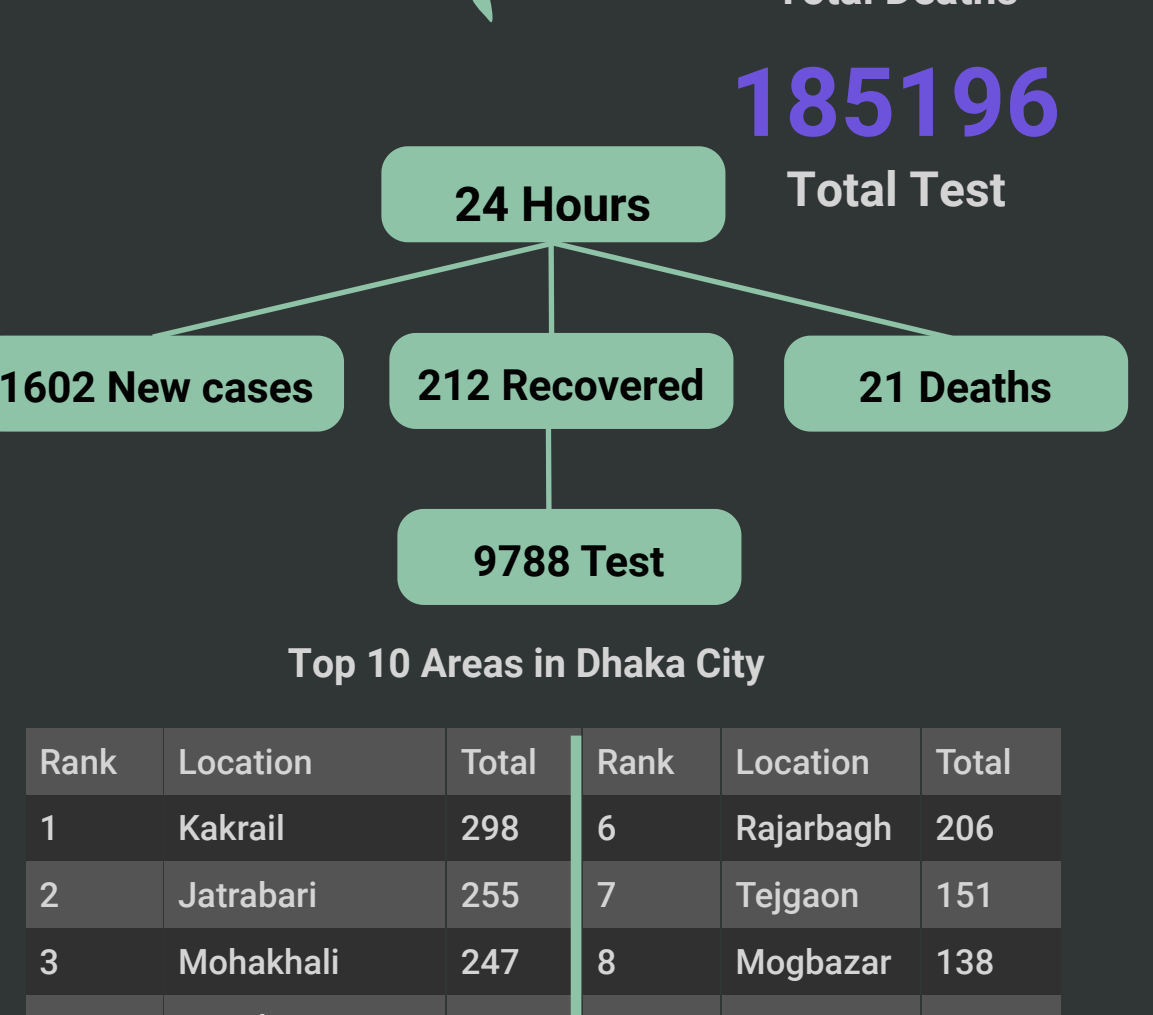 Total Deaths
185196
Total Test
24 Hours
1602 New cases
212 Recovered
21 Deaths
9788 Test
Top 10 Areas in Dhaka City
Rank Location Total Rank Location Total
1 Kakrail 298 6 Rajarbagh 206
2 Jatrabari 255 7 Tejgaon 151
3 Mohakhali 247 8 Mogbazar 138